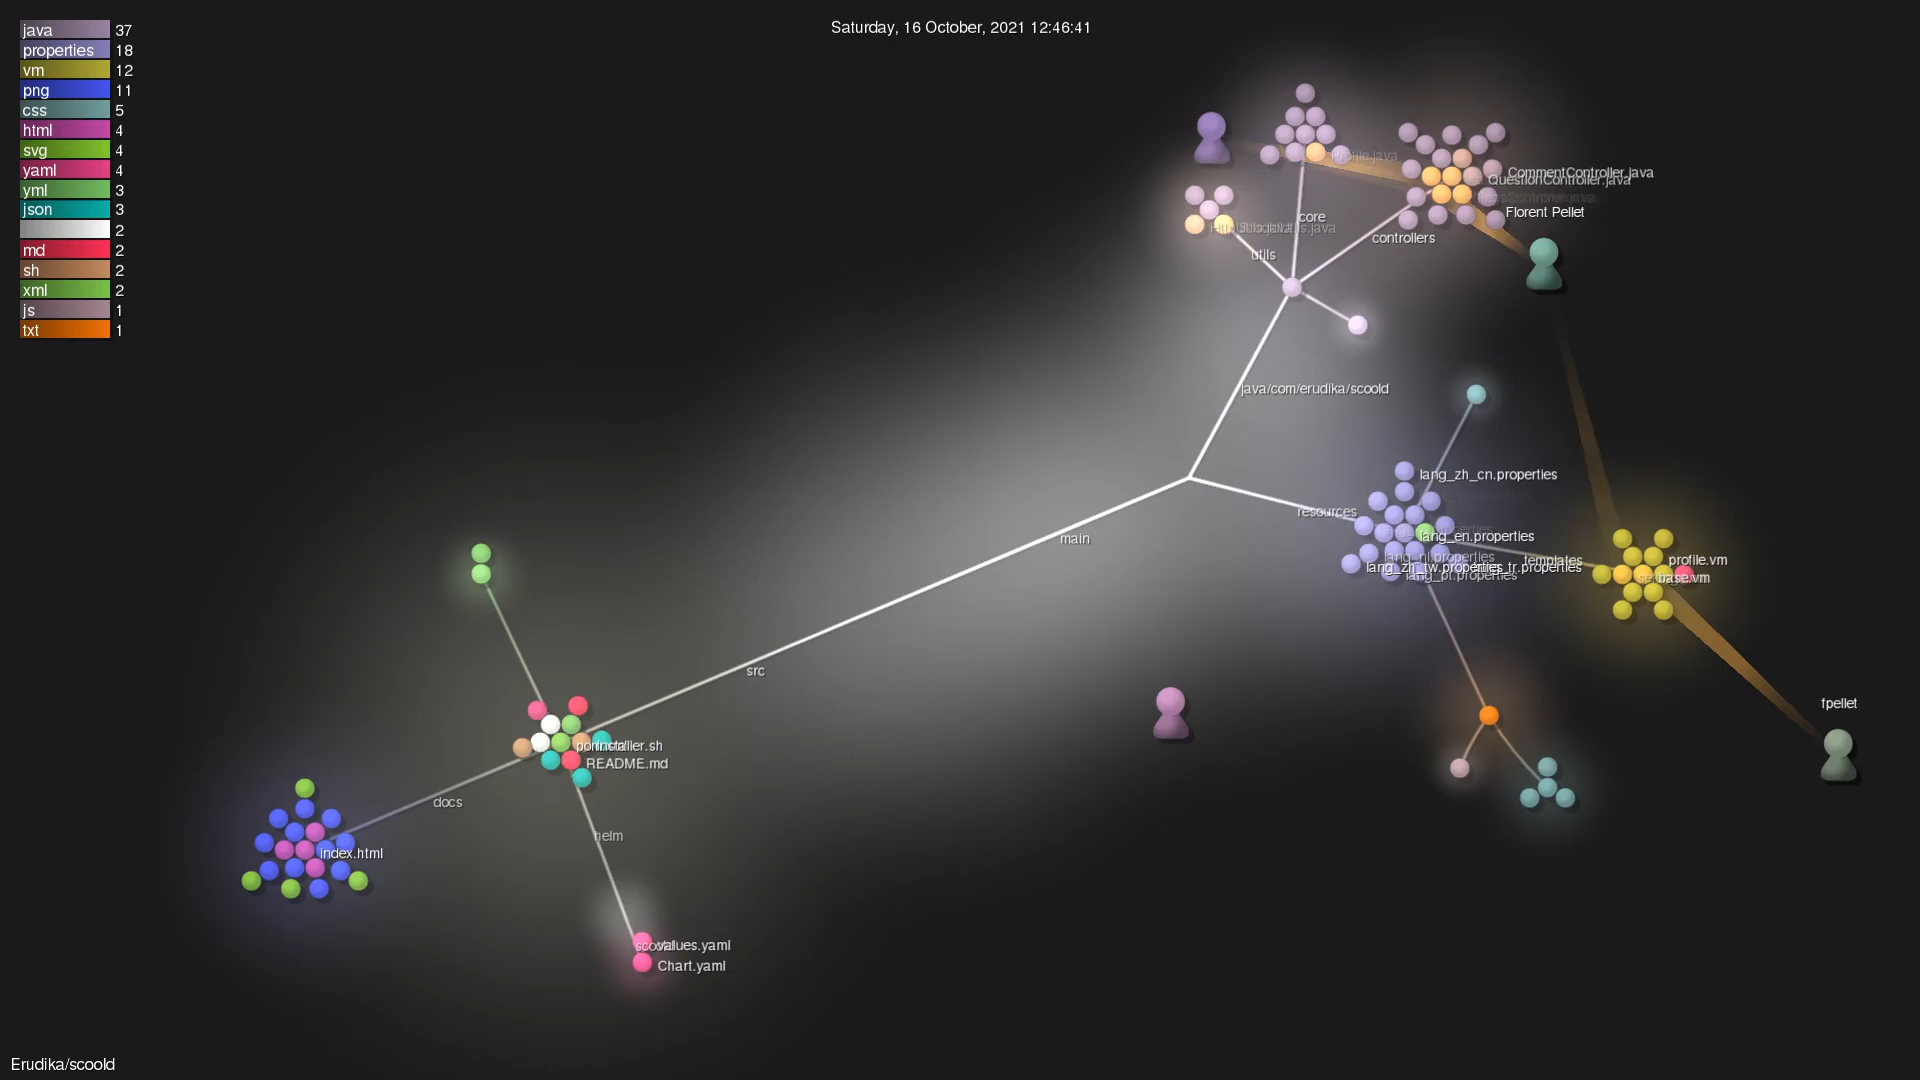 Saturday, 16 October, 2021 12:46:41
java 37
properties 18
vm 12
png 11
css 5
html 4
svg 4
yaml 4
yml 3
json 3
2
md 2
sh 2
xml 2
js 1
txt 1
Profile.java
CommentController.java
QuestionController.java
Florent Pellet
core
controllers
utils
java/com/erudika/scoold
lang_zh_cn.properties
resources
lang_en.properties
lang_nl.properties
templates
lang_zh_tw.properties
lang_pt.properties
profile.vm
base.vm
main
src
installer.sh
README.md
docs
helm
index.html
values.yaml
Chart.yaml
fpellet
Erudika/scoold